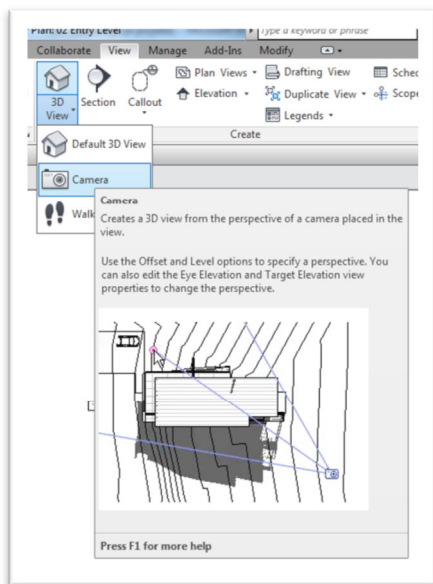 Plan: 02 Entry Level
Type a keyword or phrase
Collaborate View Manage Add-Ins Modify
3D View
Section
Callout
Plan Views
Elevation
Drafting View
Duplicate View
Legends
Sched
Scope
Create
Default 3D View
Camera
Walk
Camera
Creates a 3D view from the perspective of a camera placed in the
view.
Use the Offset and Level options to specify a perspective. You
can also edit the Eye Elevation and Target Elevation view
properties to change the perspective.
Press F1 for more help